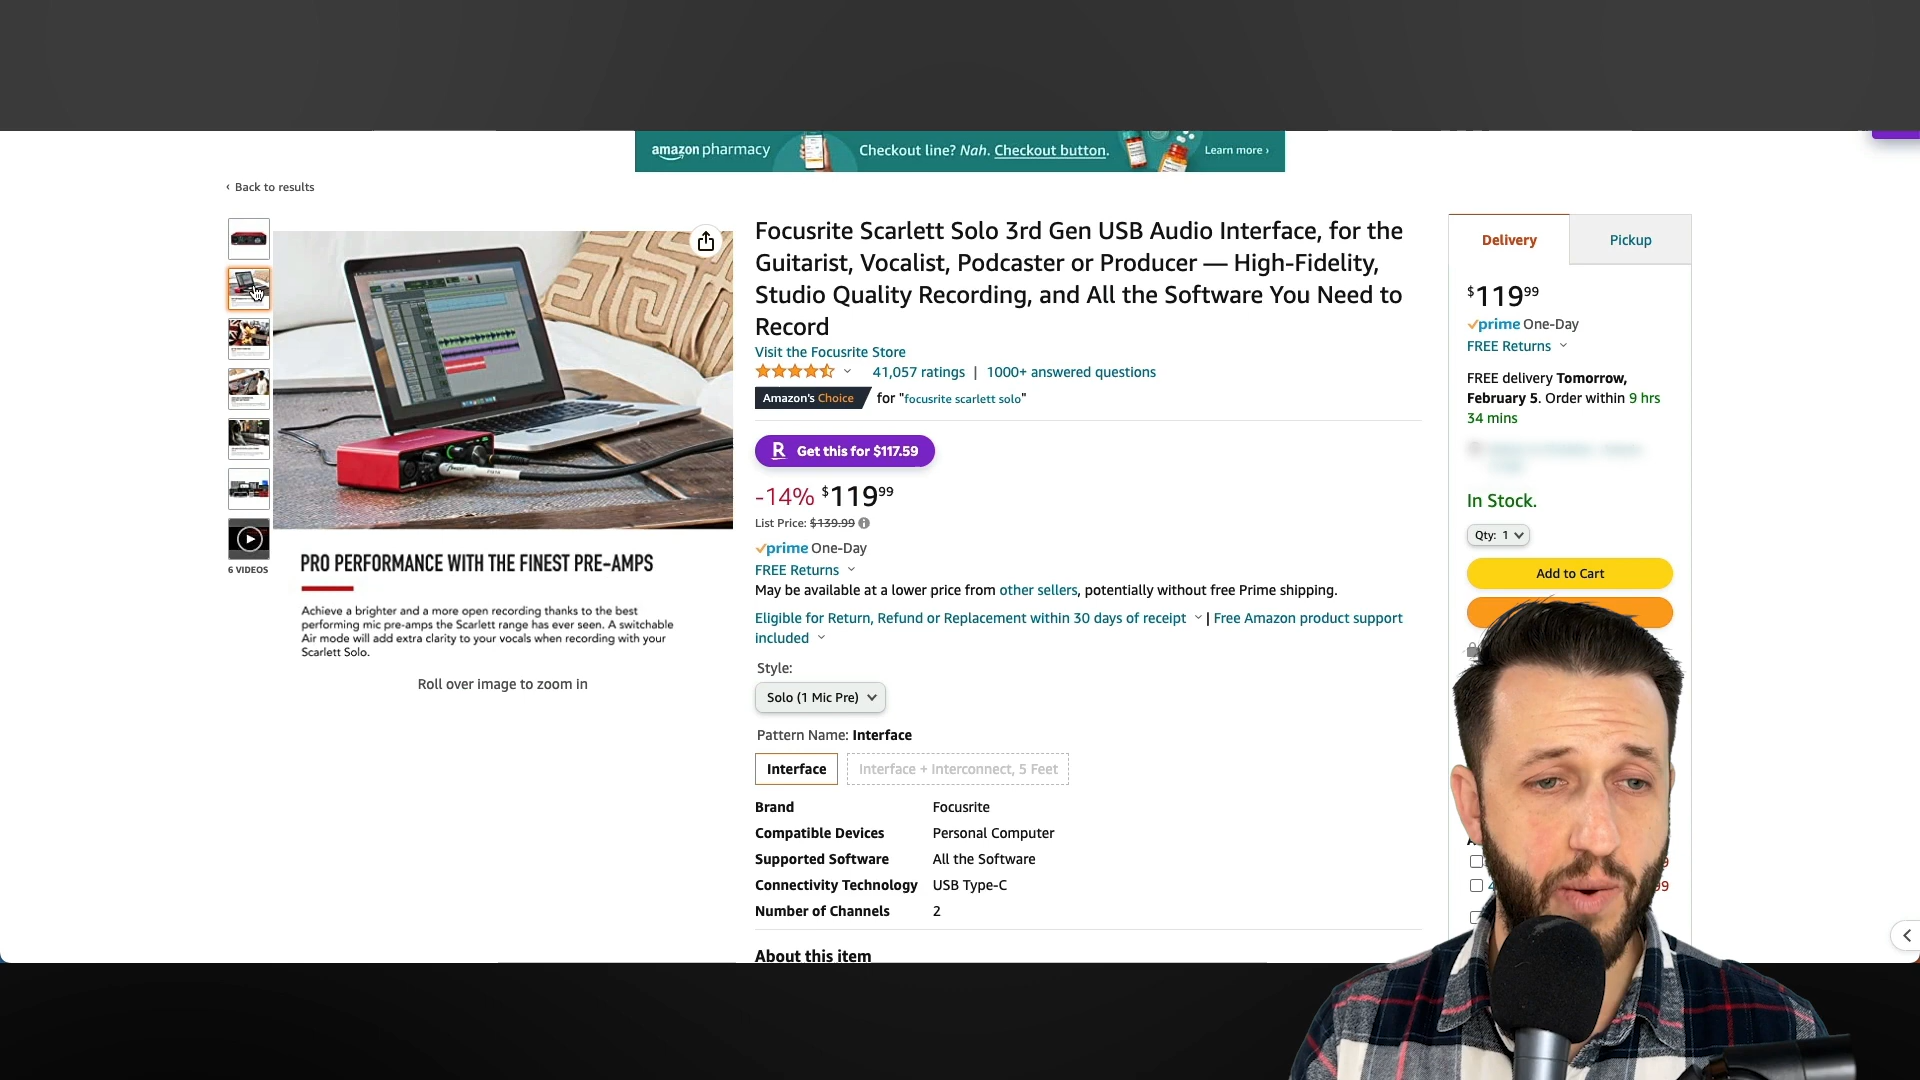 amazon pharmacy
Checkout line? Nah. Checkout button.
Learn more ›
‹ Back to results
6 VIDEOS
PRO PERFORMANCE WITH THE FINEST PRE-AMPS
Achieve a brighter and a more open recording thanks to the best
performing mic pre-amps the Scarlett range has ever seen. A switchable
Air mode will add extra clarity to your vocals when recording with your
Scarlett Solo.
Roll over image to zoom in
Focusrite Scarlett Solo 3rd Gen USB Audio Interface, for the
Guitarist, Vocalist, Podcaster or Producer — High-Fidelity,
Studio Quality Recording, and All the Software You Need to
Record
Visit the Focusrite Store
41,057 ratings | 1000+ answered questions
Amazon's Choice for "focusrite scarlett solo"
R Get this for $117.59
-14% $119.99
List Price: $139.99
prime One-Day
FREE Returns
May be available at a lower price from other sellers, potentially without free Prime shipping.
Eligible for Return, Refund or Replacement within 30 days of receipt | Free Amazon product support
included
Style:
Solo (1 Mic Pre)
Pattern Name: Interface
Interface
Interface + Interconnect, 5 Feet
Brand Focusrite
Compatible Devices Personal Computer
Supported Software All the Software
Connectivity Technology USB Type-C
Number of Channels 2
About this item
Delivery
Pickup
$119.99
prime One-Day
FREE Returns
FREE delivery Tomorrow,
February 5. Order within 9 hrs
34 mins
In Stock.
Qty: 1
Add to Cart